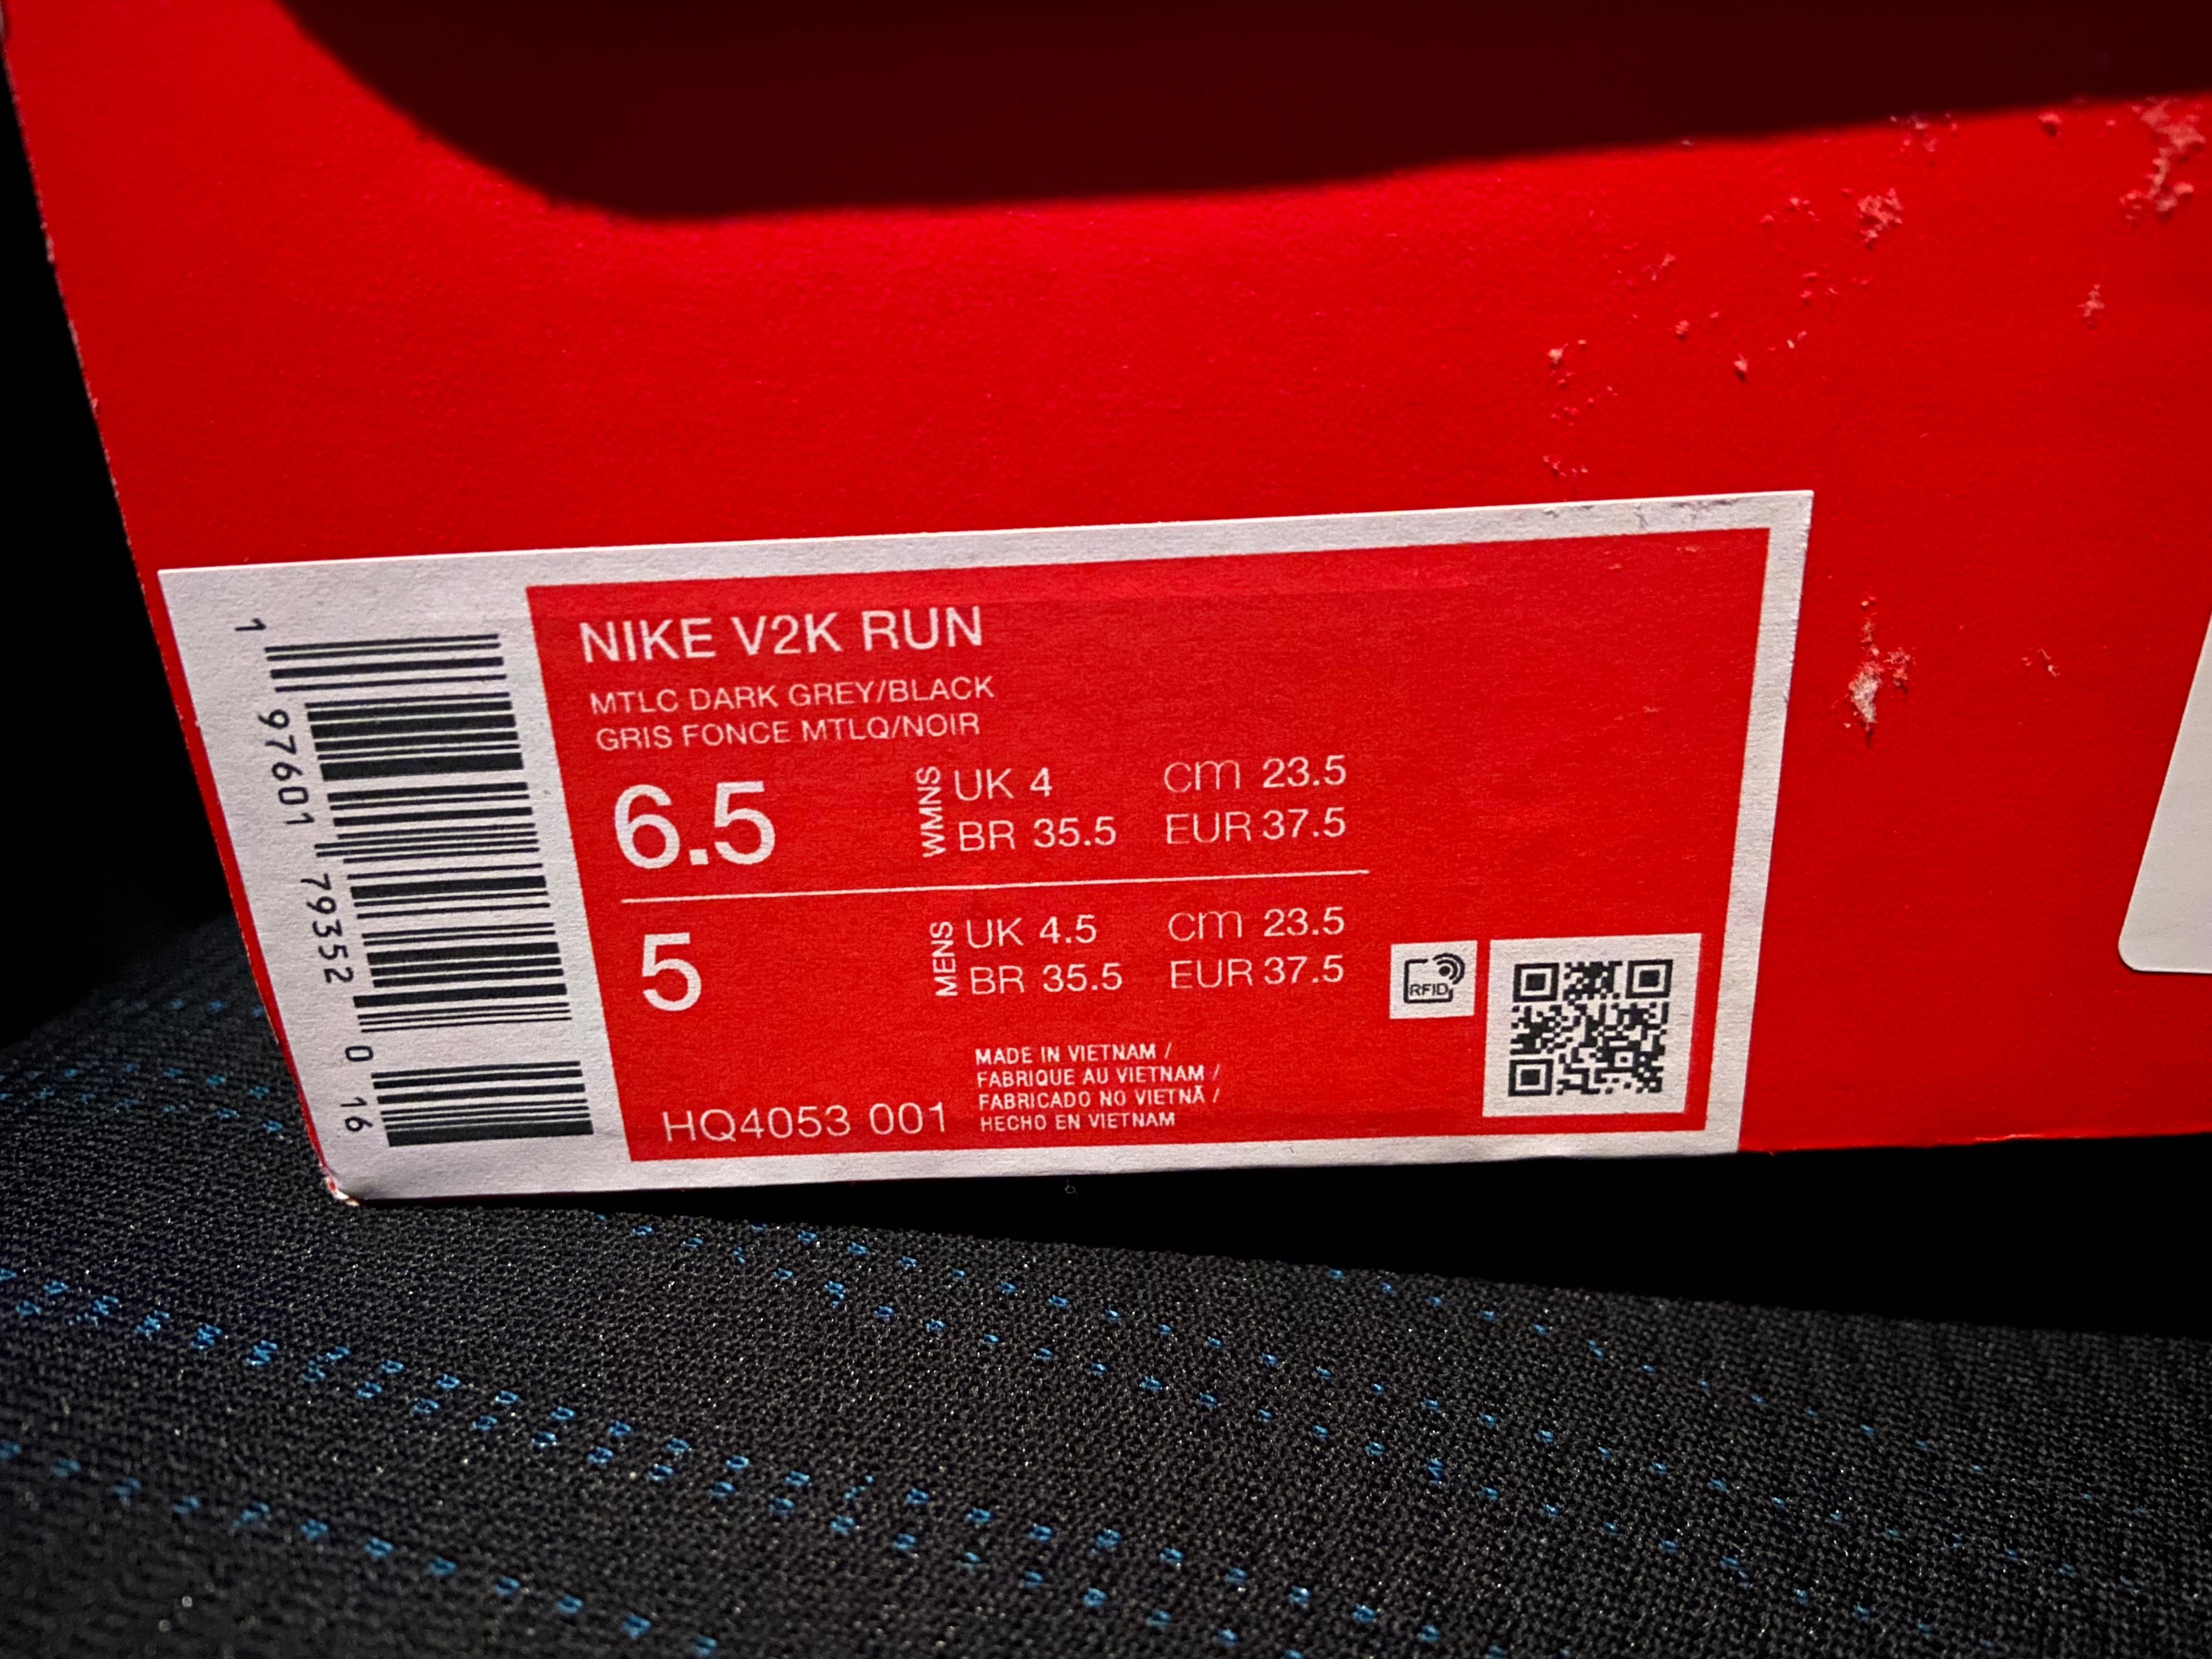 1 97601 79352 0 16
NIKE V2K RUN
MTLC DARK GREY/BLACK
GRIS FONCE MTLQ/NOIR
6.5 WMNS UK 4 cm 23.5
BR 35.5 EUR 37.5
5 MENS UK 4.5 cm 23.5
BR 35.5 EUR 37.5
RFID
MADE IN VIETNAM /
FABRIQUE AU VIETNAM /
FABRICADO NO VIETNÃ /
HECHO EN VIETNAM
HQ4053 001